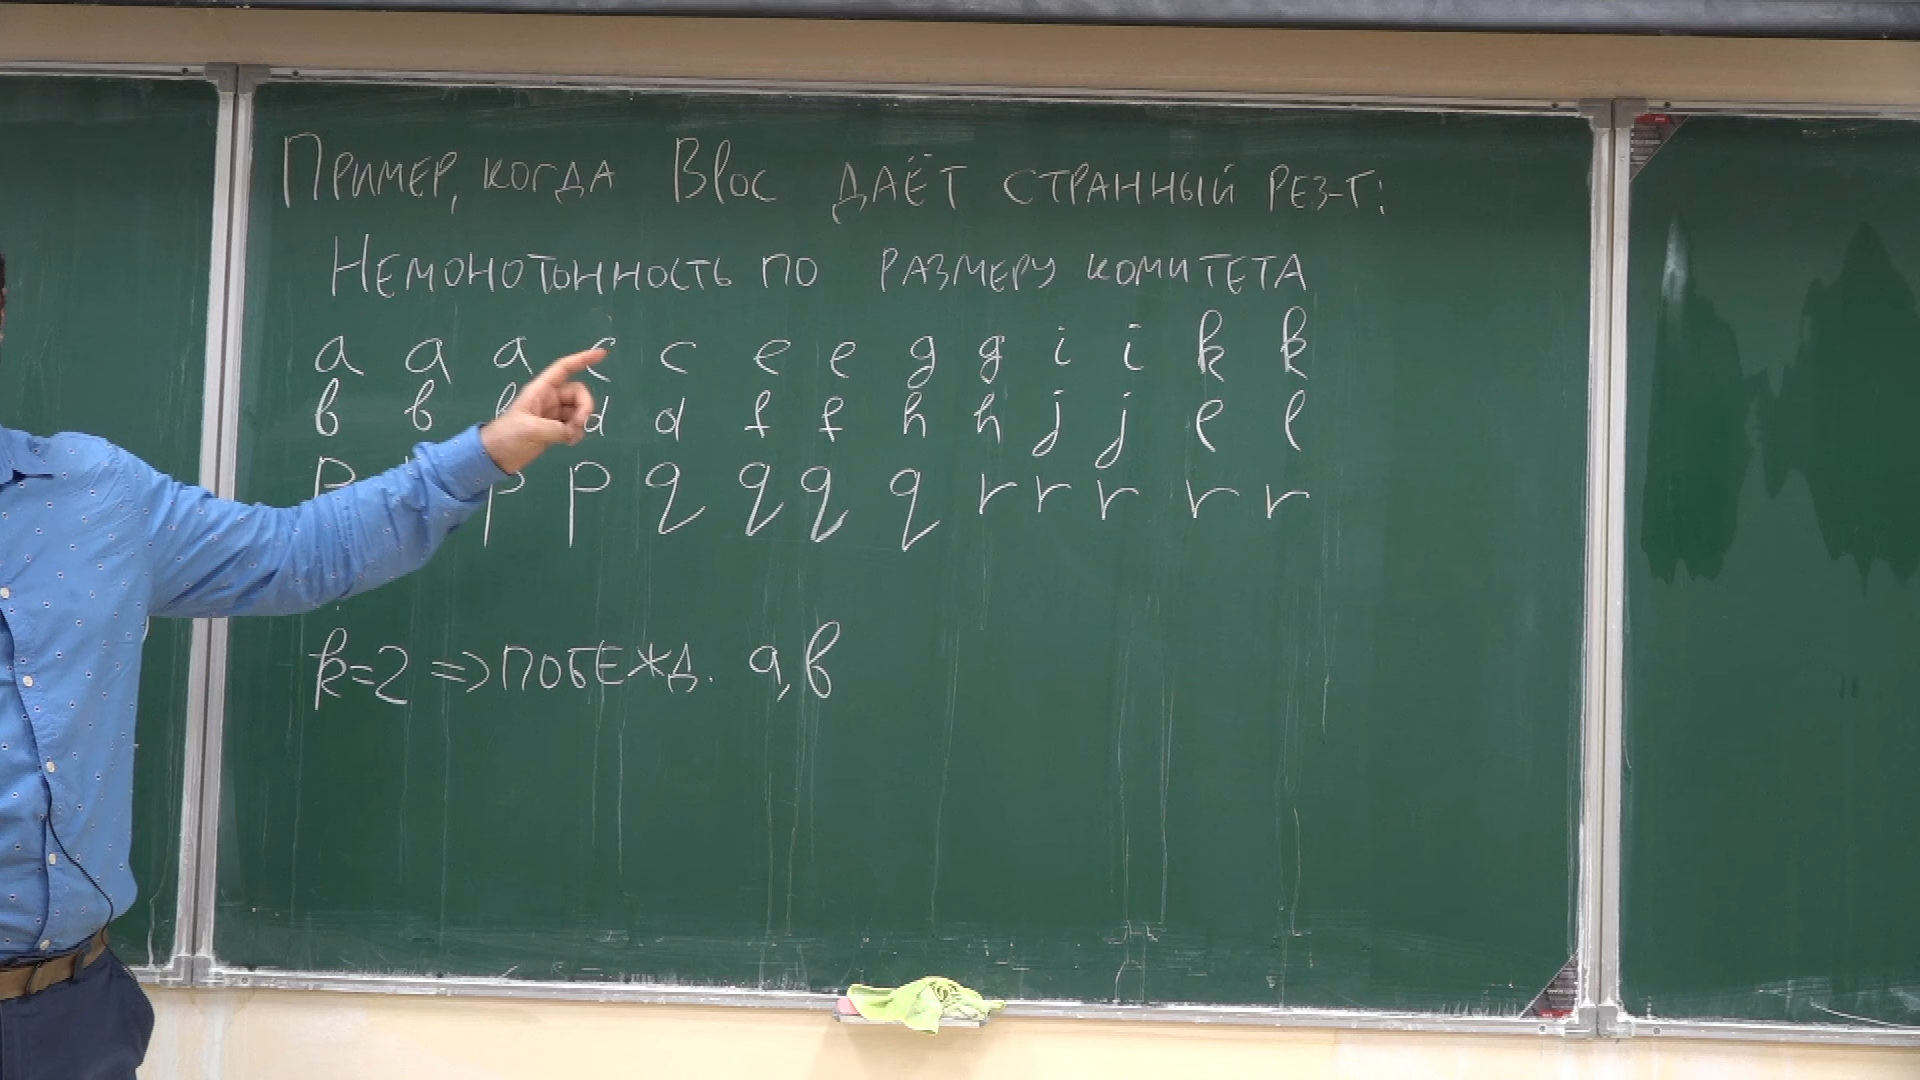 Пример, когда Bloc даёт странный рез-т:
Немонотонность по размеру комитета
a a a c c e e g g i i k k
b b b d d f f h h j j l l
p p p q q q q r r r r r
k=2 => побежд. a, b